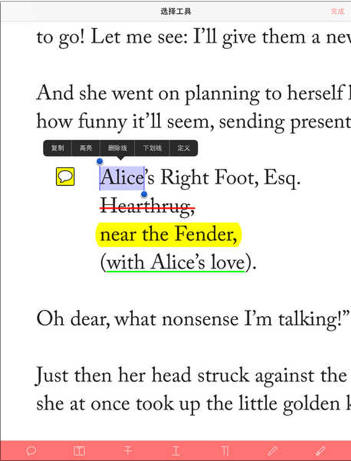 选择工具
完成
to go! Let me see: I'll give them a new
And she went on planning to herself h
how funny it'll seem, sending present
复制 高亮 删除线 下划线 定义
Alice's Right Foot, Esq.
Hearthrug,
near the Fender,
(with Alice's love).
Oh dear, what nonsense I'm talking!"
Just then her head struck against the
she at once took up the little golden k